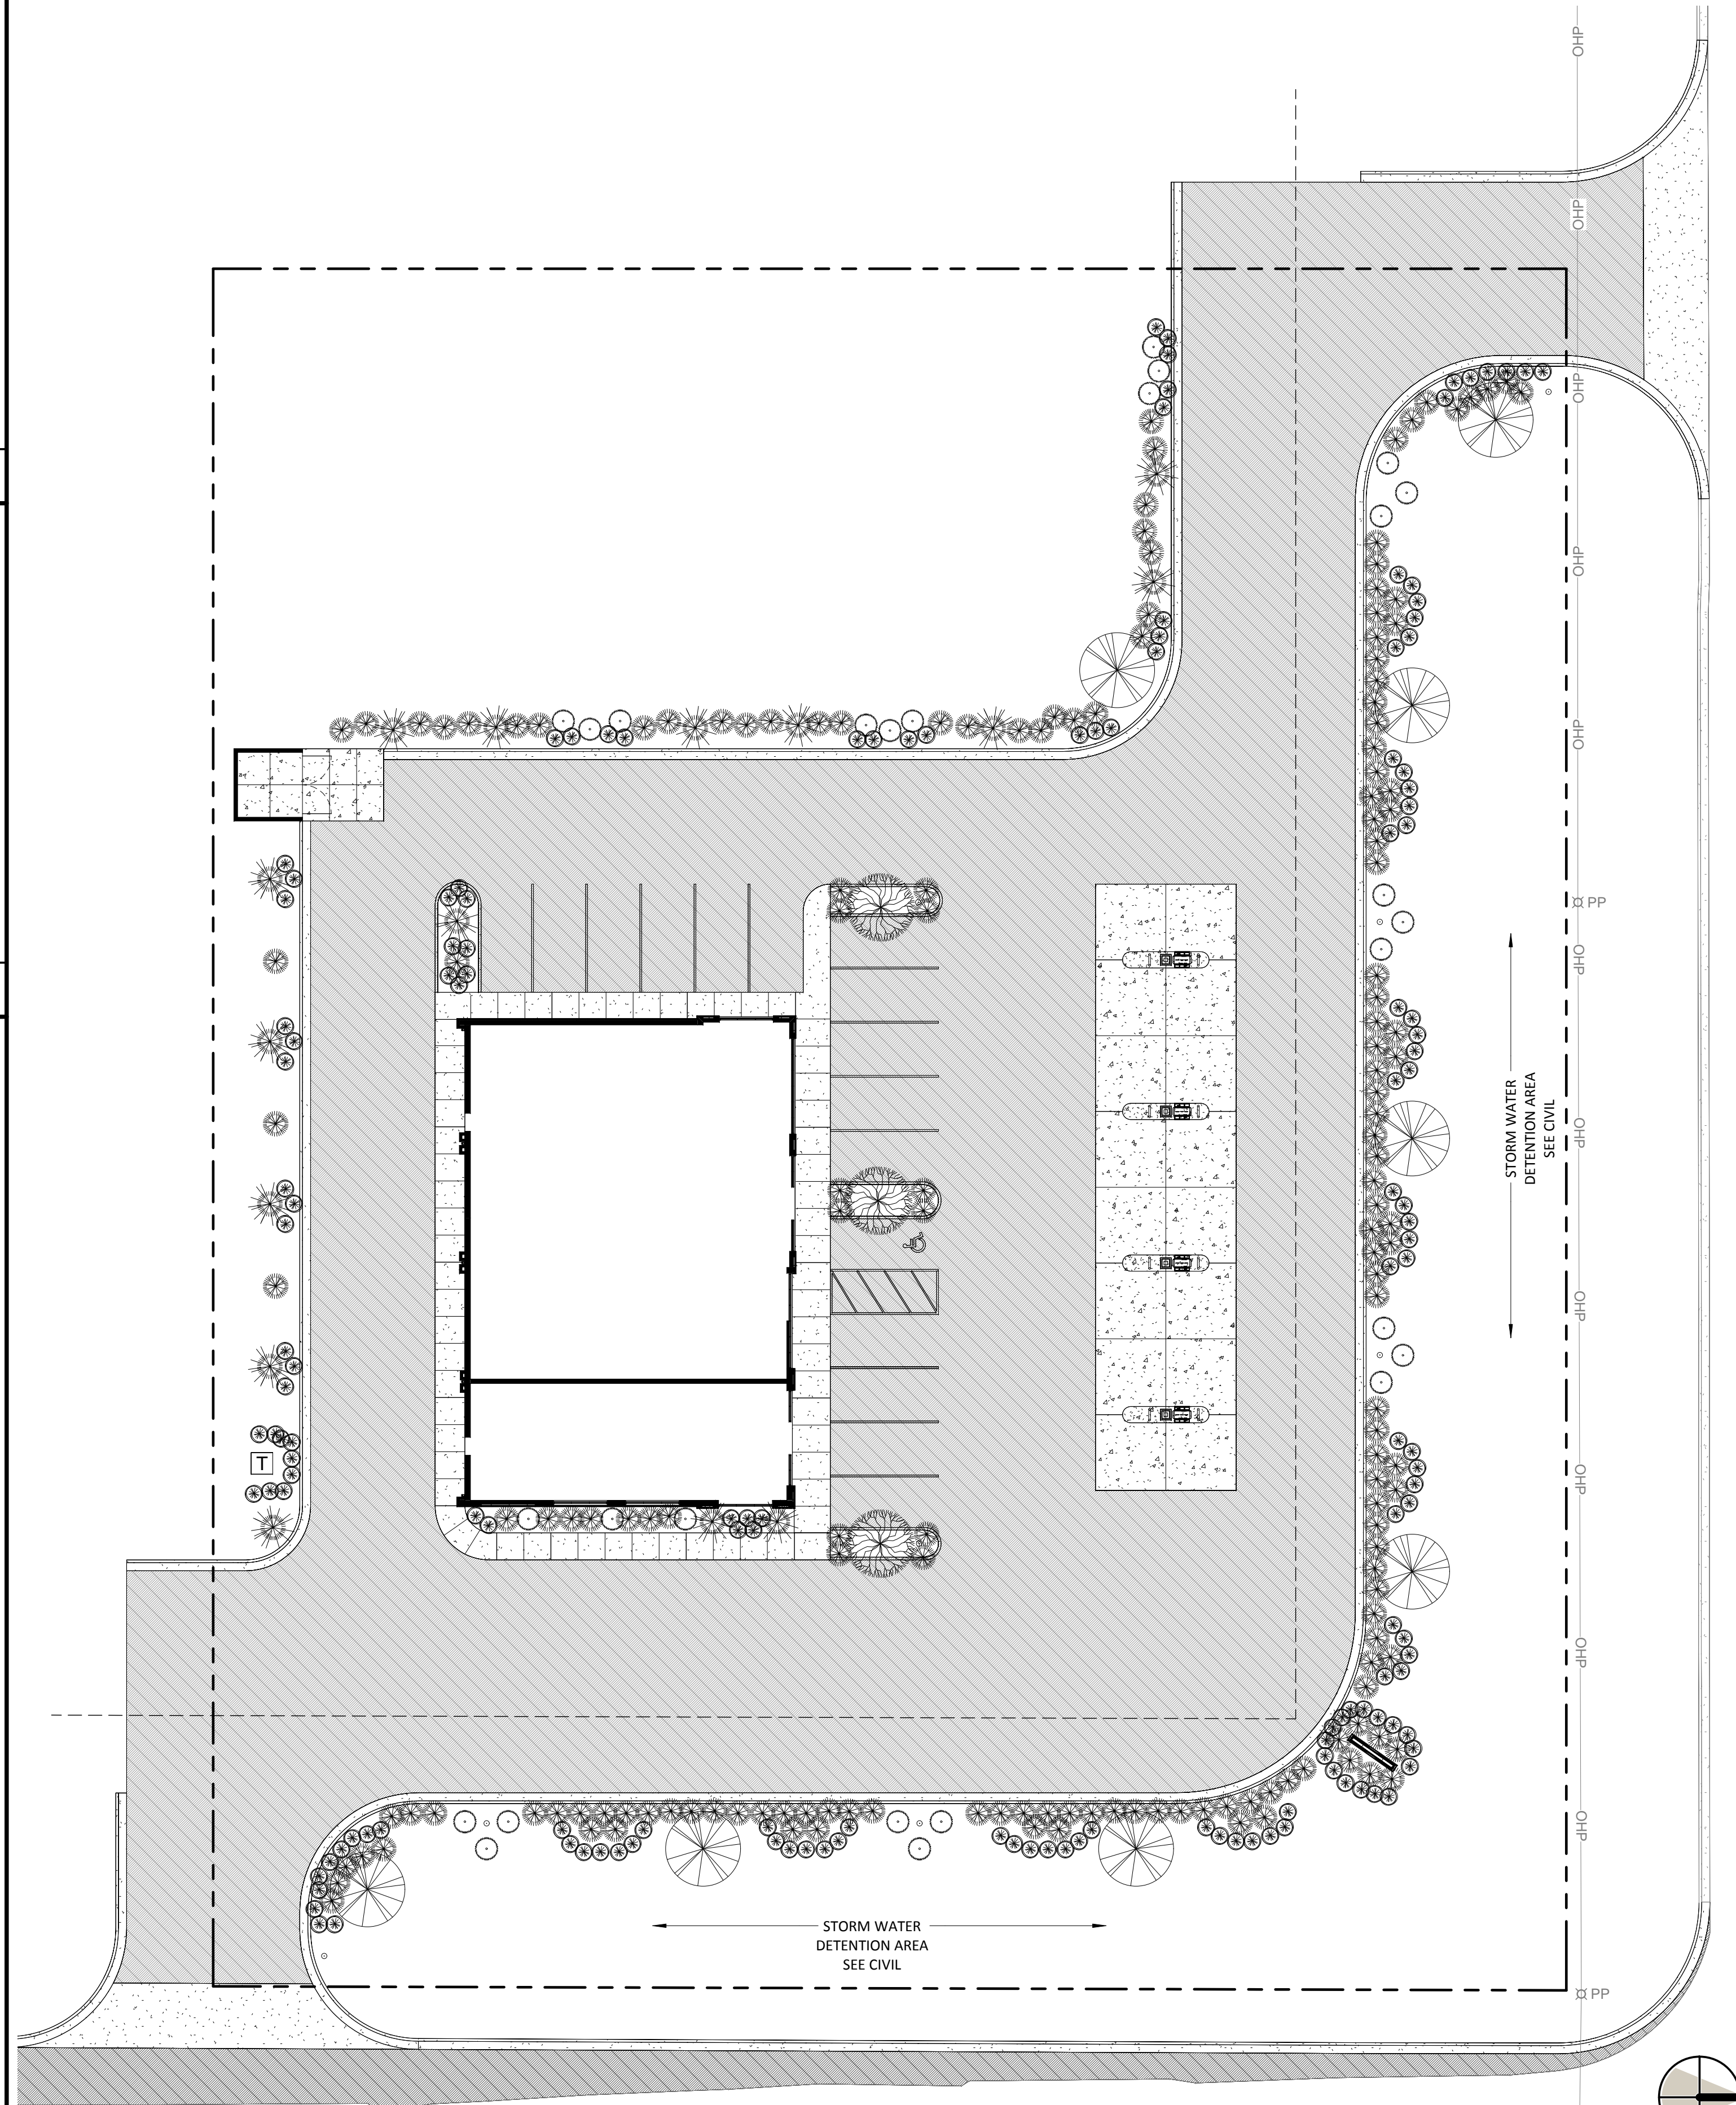 OHP
OHP
OHP
OHP
OHP
PP
OHP
STORM WATER
DETENTION AREA
SEE CIVIL
OHP
OHP
T
OHP
OHP
OHP
STORM WATER
DETENTION AREA
SEE CIVIL
PP